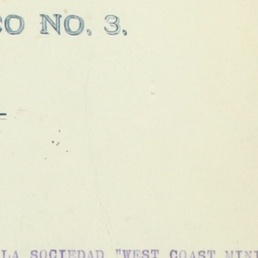 CO NO. 3.
LA SOCIEDAD "WEST COAST MINI